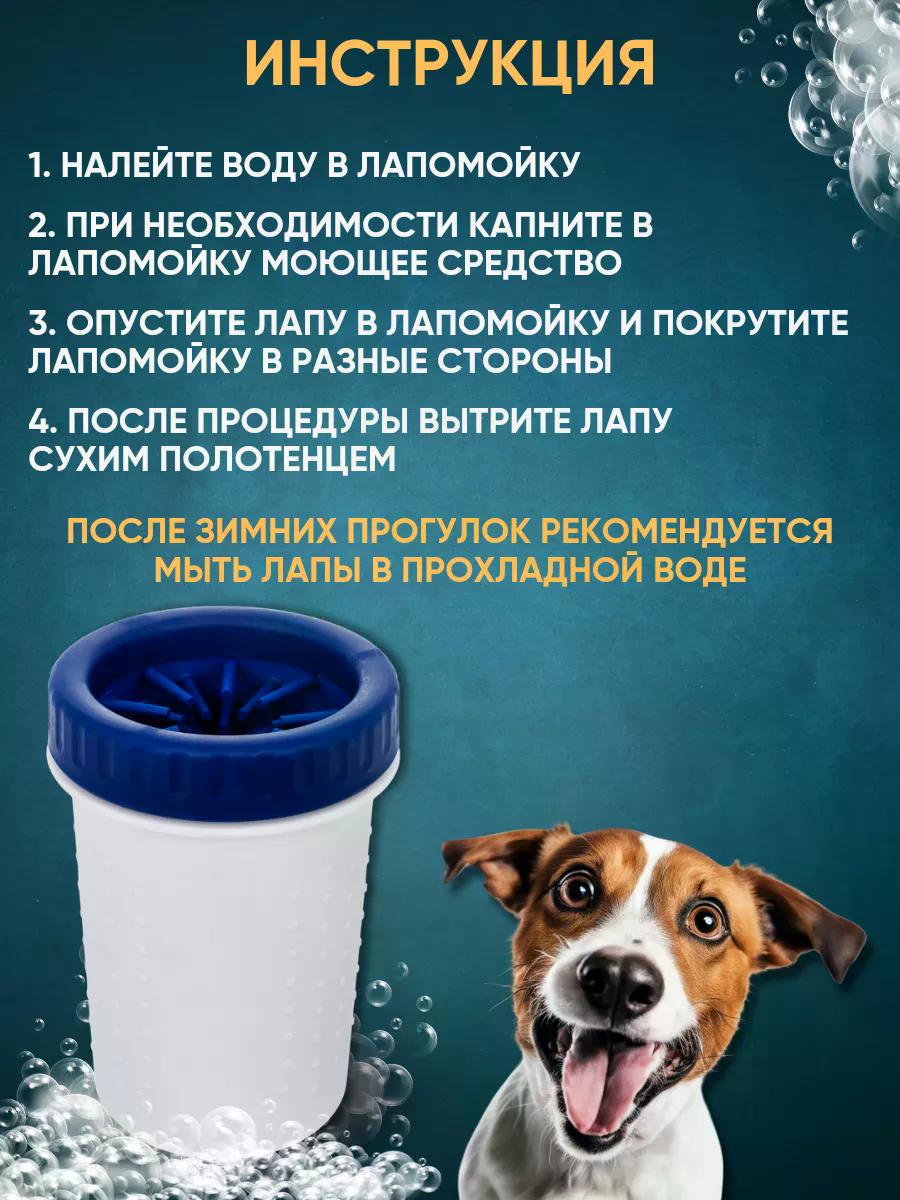 ИНСТРУКЦИЯ
1. НАЛЕЙТЕ ВОДУ В ЛАПОМОЙКУ
2. ПРИ НЕОБХОДИМОСТИ КАПНИТЕ В
ЛАПОМОЙКУ МОЮЩЕЕ СРЕДСТВО
3. ОПУСТИТЕ ЛАПУ В ЛАПОМОЙКУ И ПОКРУТИТЕ
ЛАПОМОЙКУ В РАЗНЫЕ СТОРОНЫ
4. ПОСЛЕ ПРОЦЕДУРЫ ВЫТРИТЕ ЛАПУ
СУХИМ ПОЛОТЕНЦЕМ
ПОСЛЕ ЗИМНИХ ПРОГУЛОК РЕКОМЕНДУЕТСЯ
МЫТЬ ЛАПЫ В ПРОХЛАДНОЙ ВОДЕ